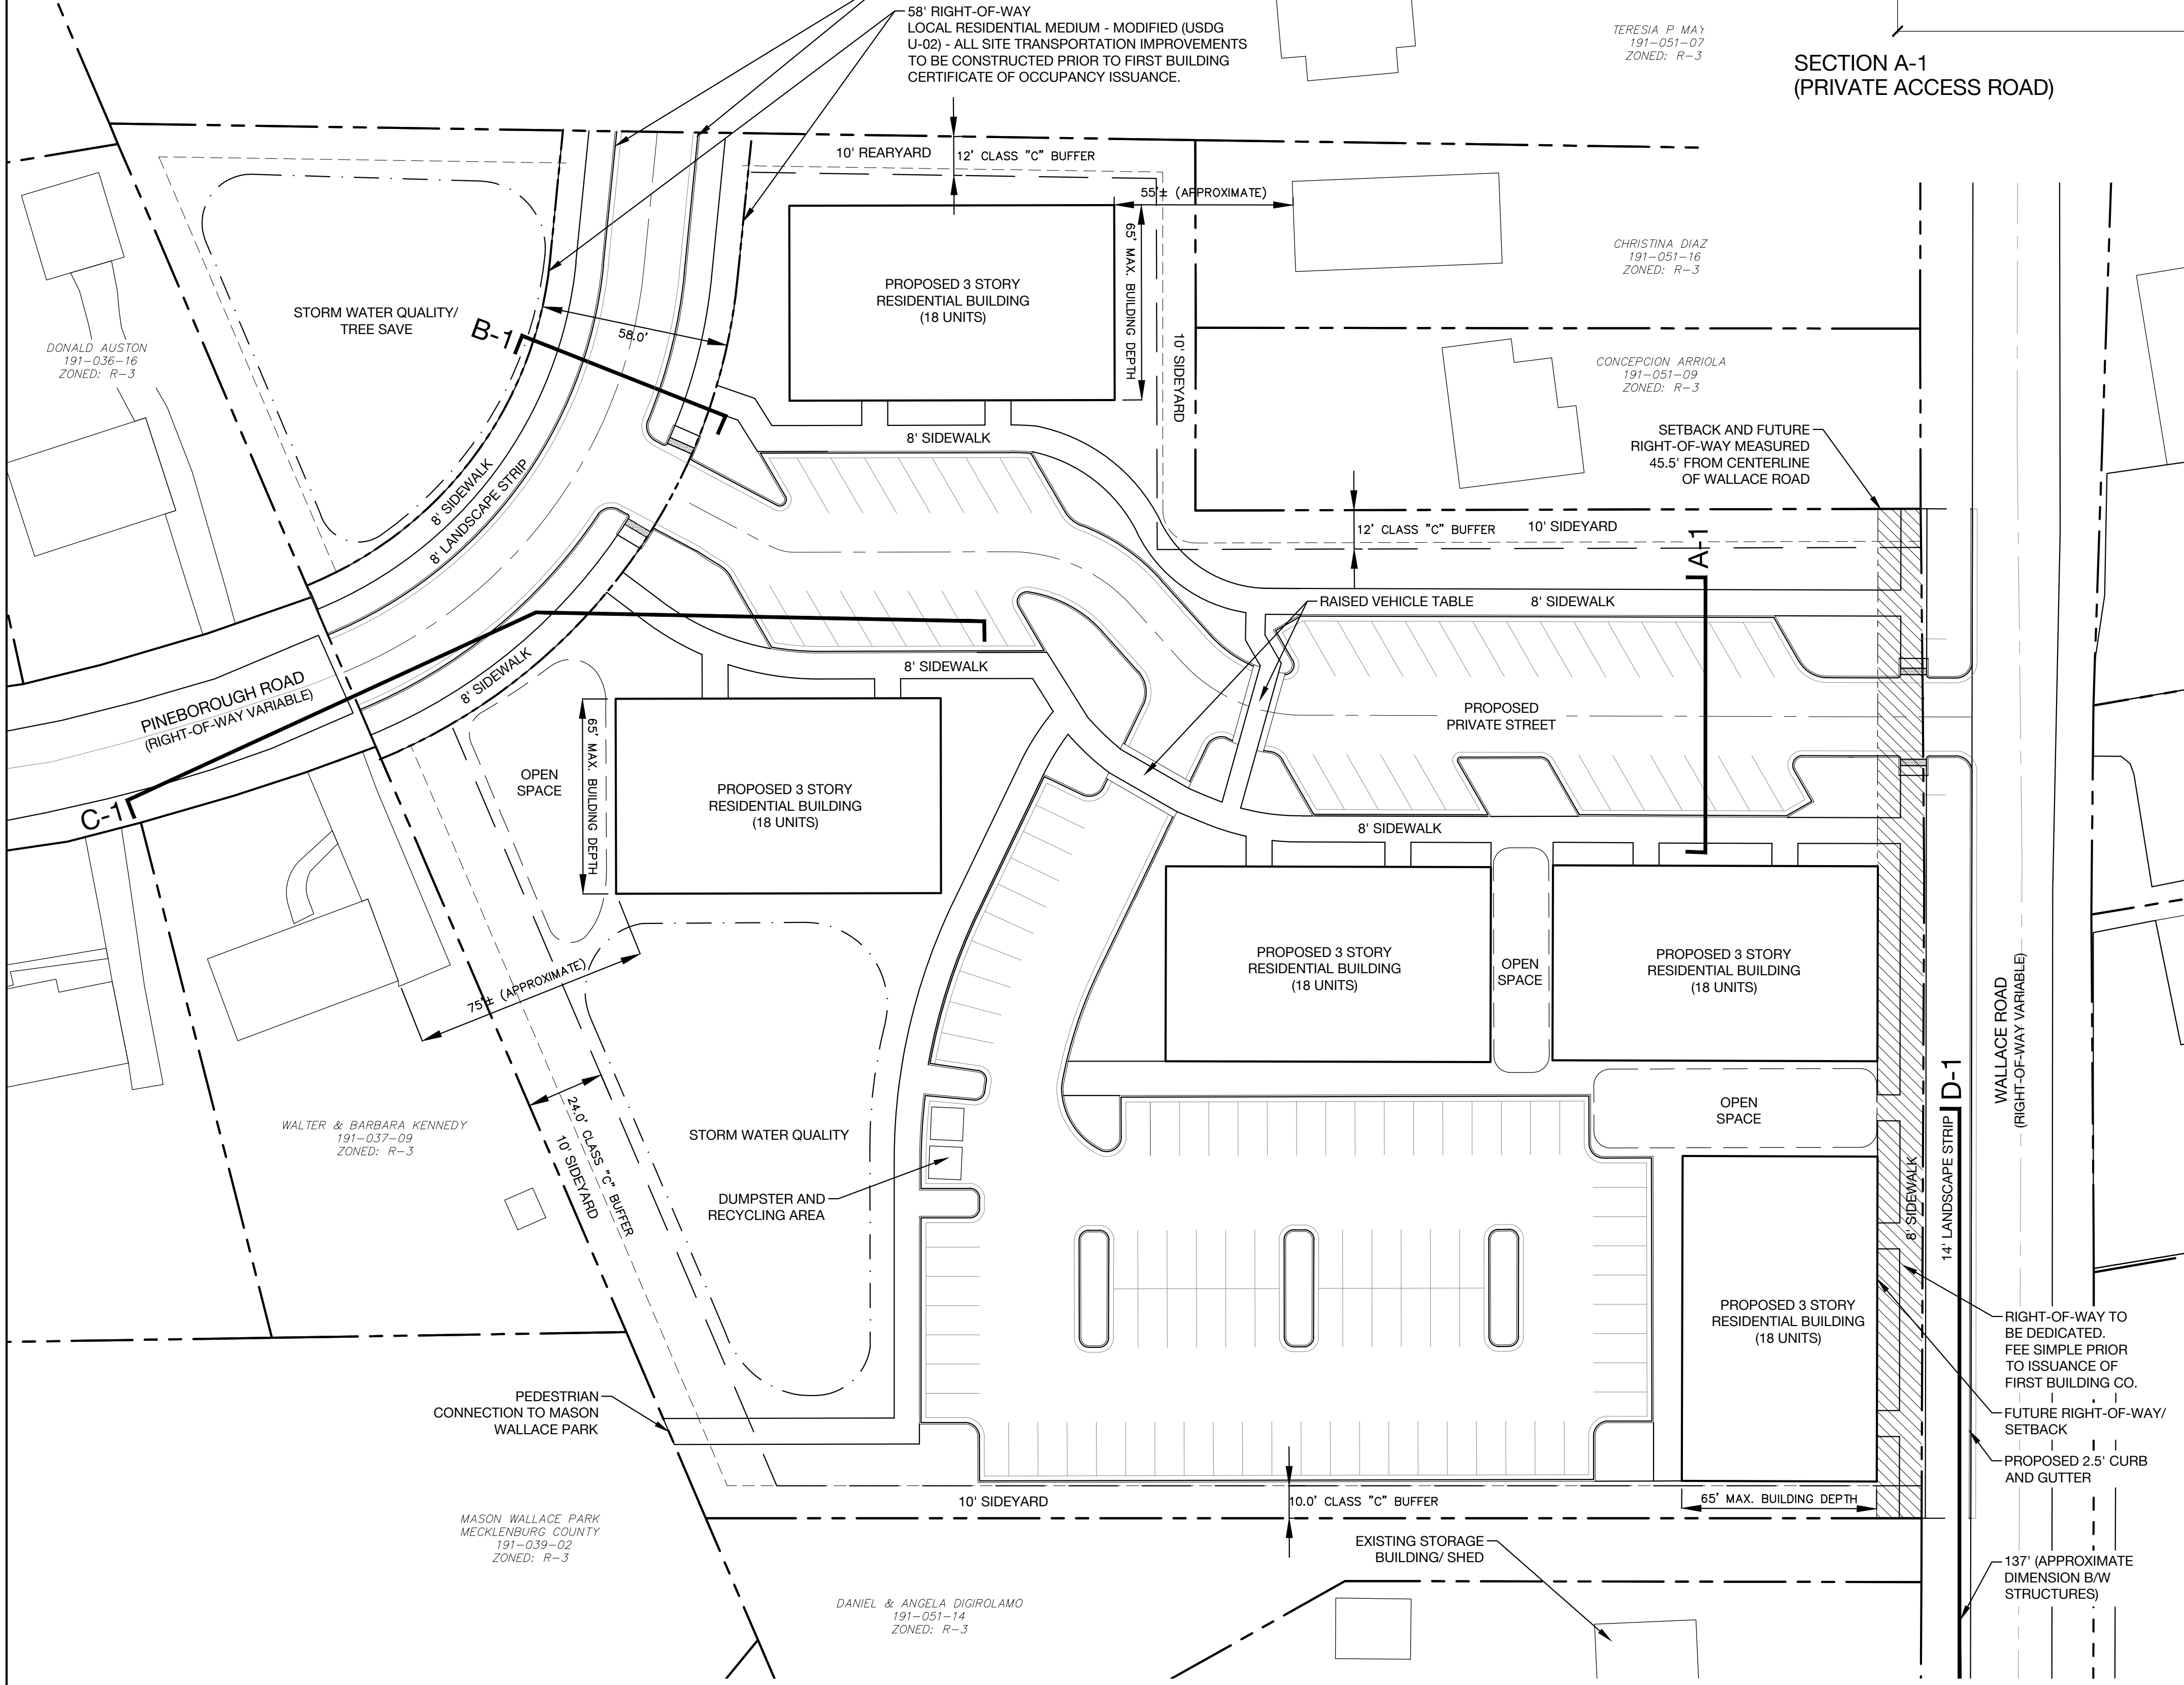 58' RIGHT-OF-WAY
LOCAL RESIDENTIAL MEDIUM - MODIFIED (USDG
U-02) - ALL SITE TRANSPORTATION IMPROVEMENTS
TO BE CONSTRUCTED PRIOR TO FIRST BUILDING
CERTIFICATE OF OCCUPANCY ISSUANCE.
TERESIA P MAY
191-051-07
ZONED: R-3
SECTION A-1
(PRIVATE ACCESS ROAD)
10' REARYARD
12' CLASS "C" BUFFER
55'± (APPROXIMATE)
65' MAX. BUILDING DEPTH
PROPOSED 3 STORY
RESIDENTIAL BUILDING
(18 UNITS)
10' SIDEYARD
CHRISTINA DIAZ
191-051-16
ZONED: R-3
STORM WATER QUALITY/
TREE SAVE
B-1
58.0'
DONALD AUSTON
191-036-16
ZONED: R-3
CONCEPCION ARRIOLA
191-051-09
ZONED: R-3
8' SIDEWALK
SETBACK AND FUTURE
RIGHT-OF-WAY MEASURED
45.5' FROM CENTERLINE
OF WALLACE ROAD
8' SIDEWALK
8' LANDSCAPE STRIP
12' CLASS "C" BUFFER
10' SIDEYARD
A-1
RAISED VEHICLE TABLE
8' SIDEWALK
8' SIDEWALK
8' SIDEWALK
PINEBOROUGH ROAD
(RIGHT-OF-WAY VARIABLE)
C-1
PROPOSED
PRIVATE STREET
OPEN
SPACE
65' MAX. BUILDING DEPTH
PROPOSED 3 STORY
RESIDENTIAL BUILDING
(18 UNITS)
8' SIDEWALK
PROPOSED 3 STORY
RESIDENTIAL BUILDING
(18 UNITS)
OPEN
SPACE
PROPOSED 3 STORY
RESIDENTIAL BUILDING
(18 UNITS)
75'± (APPROXIMATE)
WALLACE ROAD
(RIGHT-OF-WAY VARIABLE)
D-1
OPEN
SPACE
WALTER & BARBARA KENNEDY
191-037-09
ZONED: R-3
24.0' CLASS "C" BUFFER
10' SIDEYARD
STORM WATER QUALITY
DUMPSTER AND
RECYCLING AREA
8' SIDEWALK
14' LANDSCAPE STRIP
PROPOSED 3 STORY
RESIDENTIAL BUILDING
(18 UNITS)
RIGHT-OF-WAY TO
BE DEDICATED.
FEE SIMPLE PRIOR
TO ISSUANCE OF
FIRST BUILDING CO.
PEDESTRIAN
CONNECTION TO MASON
WALLACE PARK
FUTURE RIGHT-OF-WAY/
SETBACK
PROPOSED 2.5' CURB
AND GUTTER
10' SIDEYARD
10.0' CLASS "C" BUFFER
65' MAX. BUILDING DEPTH
MASON WALLACE PARK
MECKLENBURG COUNTY
191-039-02
ZONED: R-3
EXISTING STORAGE
BUILDING/ SHED
137' (APPROXIMATE
DIMENSION B/W
STRUCTURES)
DANIEL & ANGELA DIGIROLAMO
191-051-14
ZONED: R-3